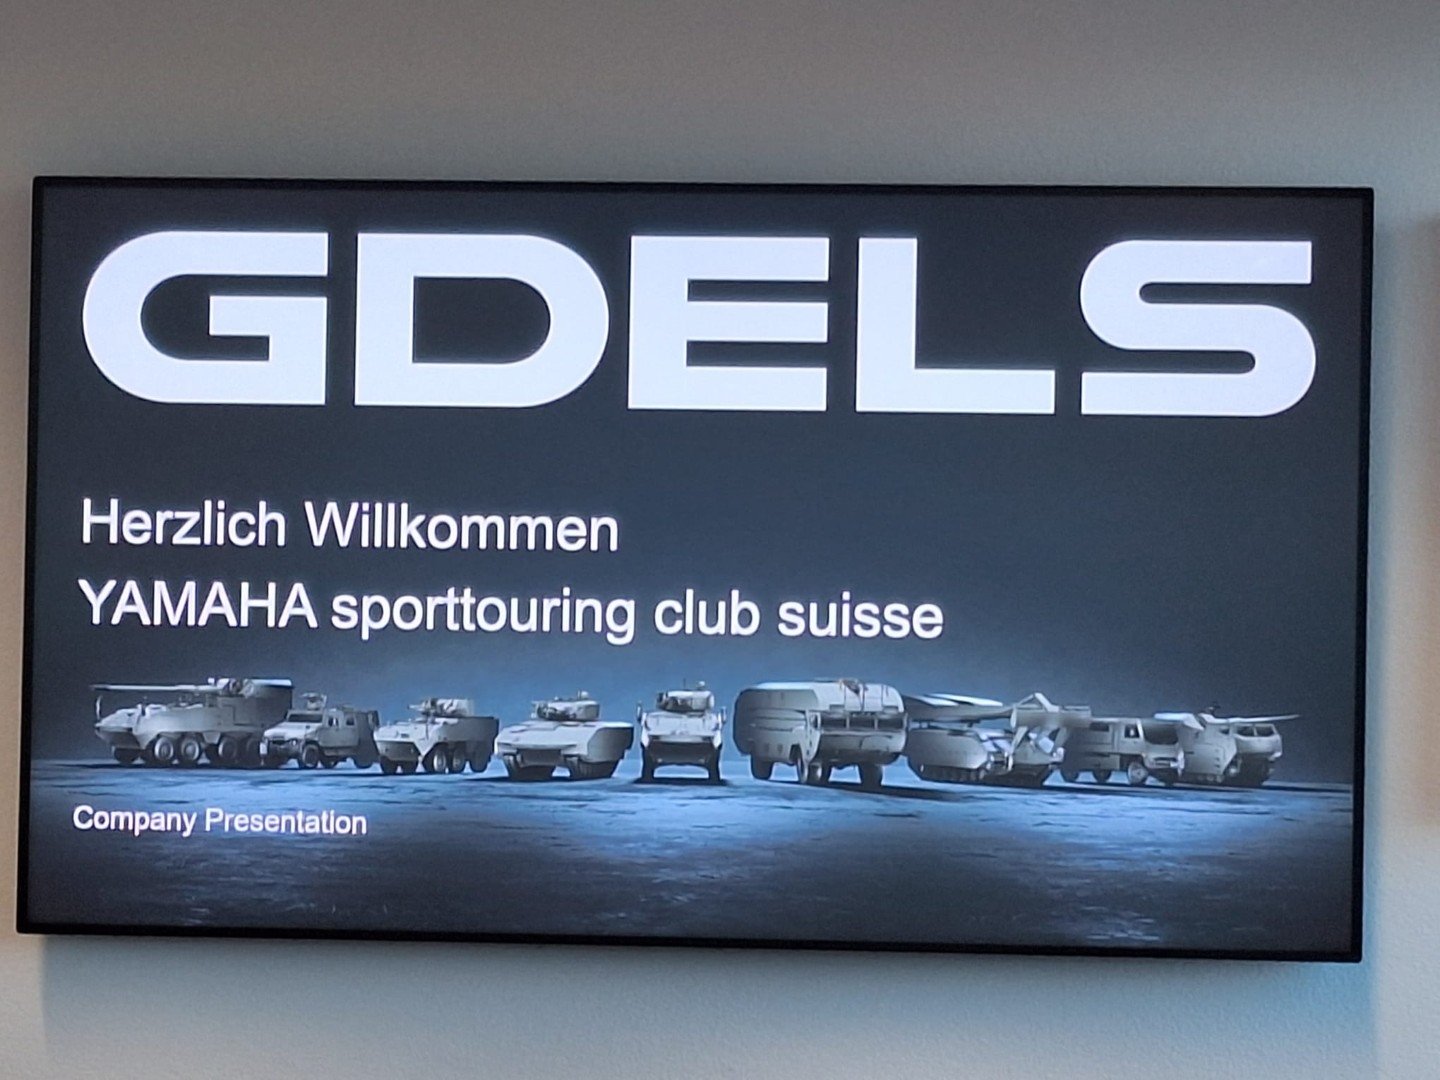 GDELS
Herzlich Willkommen
YAMAHA sporttouring club suisse
Company Presentation